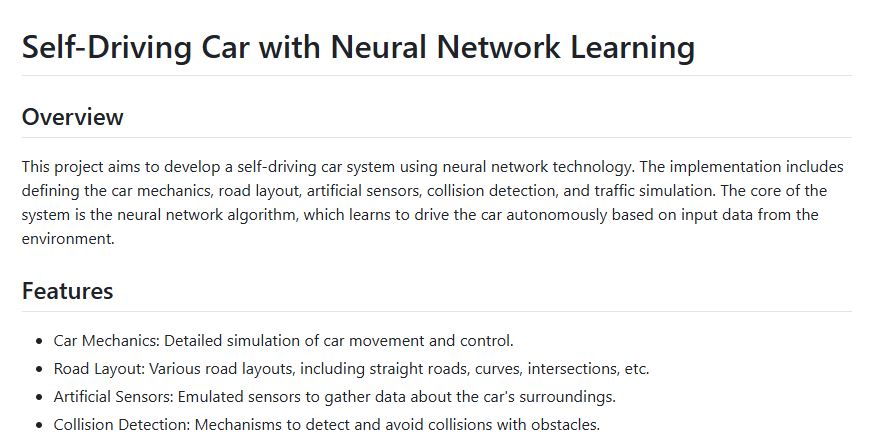 Self-Driving Car with Neural Network Learning
Overview
This project aims to develop a self-driving car system using neural network technology. The implementation includes
defining the car mechanics, road layout, artificial sensors, collision detection, and traffic simulation. The core of the
system is the neural network algorithm, which learns to drive the car autonomously based on input data from the
environment.
Features
• Car Mechanics: Detailed simulation of car movement and control.
• Road Layout: Various road layouts, including straight roads, curves, intersections, etc.
• Artificial Sensors: Emulated sensors to gather data about the car's surroundings.
• Collision Detection: Mechanisms to detect and avoid collisions with obstacles.